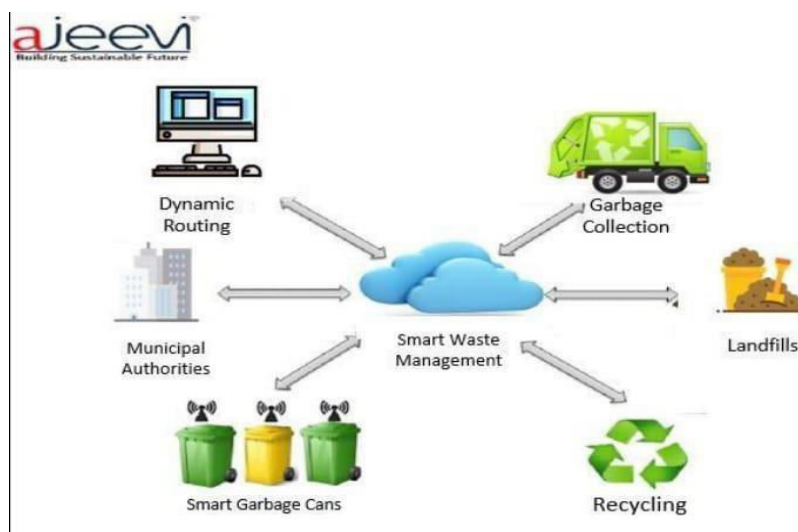 ajeevi
Building Sustainable Future
Dynamic
Routing
Garbage
Collection
Municipal
Authorities
Smart Waste
Management
Landfills
Smart Garbage Cans
Recycling